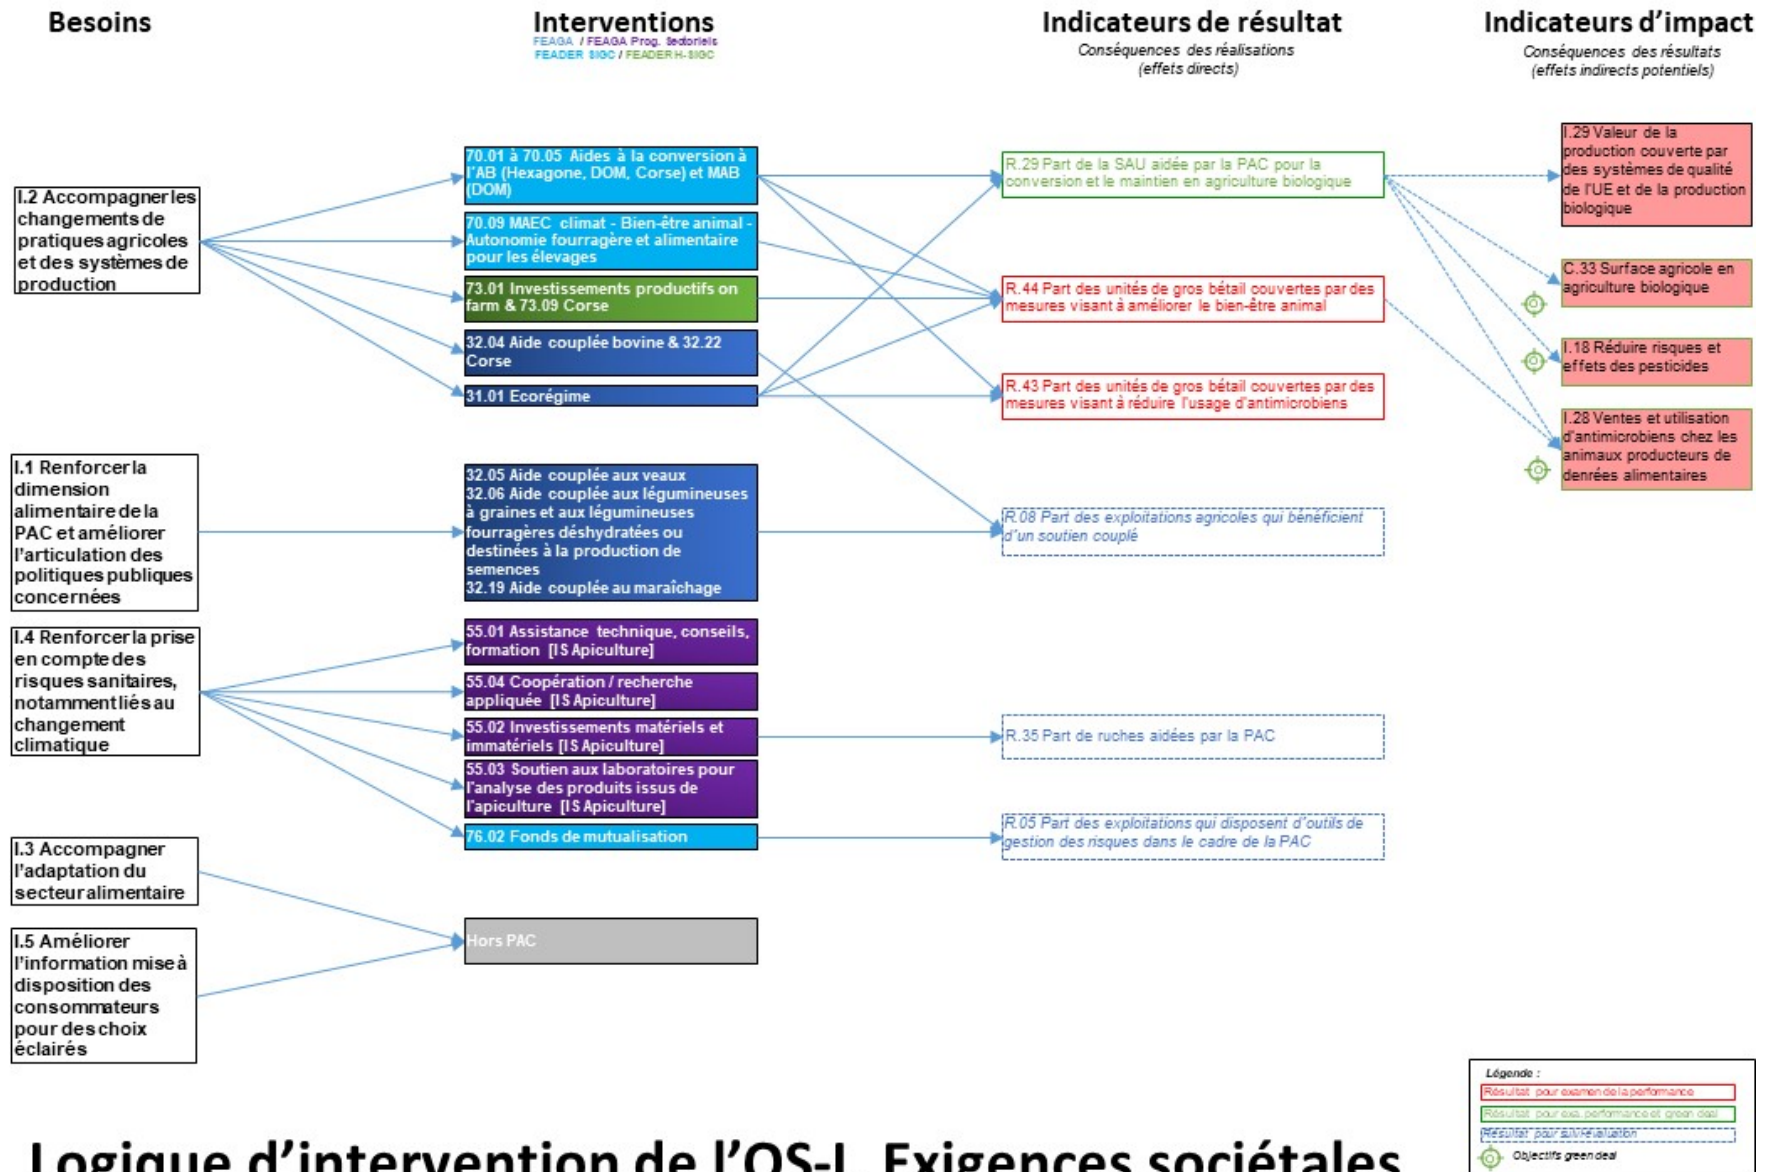 Besoins
Interventions
FEAGA / FEAGA Prog. Sectoriels
FEADER SIGC / FEADER H-SIGC
Indicateurs de résultat
Conséquences des réalisations
(effets directs)
Indicateurs d'impact
Conséquences des résultats
(effets indirects potentiels)
I.2 Accompagner les
changements de
pratiques agricoles
et des systèmes de
production
I.1 Renforcer la
dimension
alimentaire de la
PAC et améliorer
l'articulation des
politiques publiques
concernées
I.4 Renforcer la prise
en compte des
risques sanitaires,
notamment liés au
changement
climatique
I.3 Accompagner
l'adaptation du
secteur alimentaire
I.5 Améliorer
l'information mise à
disposition des
consommateurs
pour des choix
éclairés
70.01 à 70.05 Aides à la conversion à
l'AB (Hexagone, DOM, Corse) et MAB
(DOM)
70.09 MAEC climat - Bien-être animal -
Autonomie fourragère et alimentaire
pour les élevages
73.01 Investissements productifs on
farm & 73.09 Corse
32.04 Aide couplée bovine & 32.22
Corse
31.01 Ecorégime
32.05 Aide couplée aux veaux
32.06 Aide couplée aux légumineuses
à graines et aux légumineuses
fourragères déshydratées ou
destinées à la production de
semences
32.19 Aide couplée au maraîchage
55.01 Assistance technique, conseils,
formation [IS Apiculture]
55.04 Coopération / recherche
appliquée [IS Apiculture]
55.02 Investissements matériels et
immatériels [IS Apiculture]
55.03 Soutien aux laboratoires pour
l'analyse des produits issus de
l'apiculture [IS Apiculture]
76.02 Fonds de mutualisation
Hors PAC
R.29 Part de la SAU aidée par la PAC pour la
conversion et le maintien en agriculture biologique
R.44 Part des unités de gros bétail couvertes par des
mesures visant à améliorer le bien-être animal
R.43 Part des unités de gros bétail couvertes par des
mesures visant à réduire l'usage d'antimicrobiens
R.08 Part des exploitations agricoles qui bénéficient
d'un soutien couplé
R.35 Part de ruches aidées par la PAC
R.05 Part des exploitations qui disposent d'outils de
gestion des risques dans le cadre de la PAC
I.29 Valeur de la
production couverte par
des systèmes de qualité
de l'UE et de la production
biologique
C.33 Surface agricole en
agriculture biologique
I.18 Réduire risques et
effets des pesticides
I.28 Ventes et utilisation
d'antimicrobiens chez les
animaux producteurs de
denrées alimentaires
Légende :
Résultat pour examen de la performance
Résultat pour exa. performance et green deal
Résultat pour suivi-évaluation
Objectifs green deal
Logique d'intervention de l'OS-I Exigences sociétales